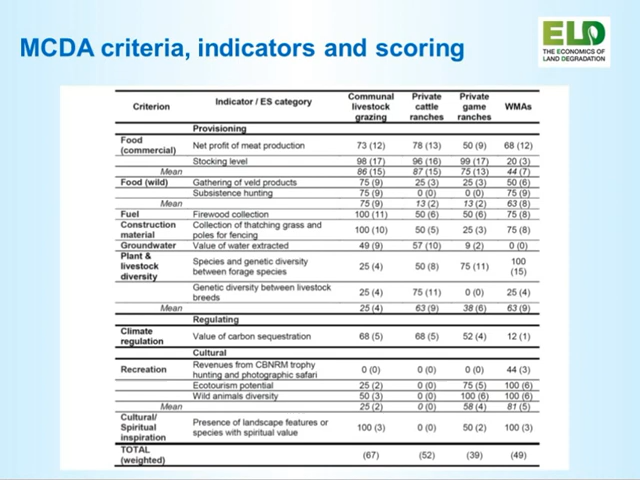 MCDA criteria, indicators and scoring
ELD
THE ECONOMICS OF
LAND DEGRADATION
Criterion Indicator / ES category Communal livestock grazing Private cattle ranches Private game ranches WMAs
Provisioning
Food (commercial) Net profit of meat production 73 (12) 78 (13) 50 (9) 68 (12)
Stocking level 98 (17) 96 (16) 99 (17) 20 (3)
Mean 86 (15) 87 (15) 75 (13) 44 (7)
Food (wild) Gathering of veld products 75 (9) 25 (3) 25 (3) 50 (6)
Subsistence hunting 75 (9) 0 (0) 0 (0) 75 (9)
Mean 75 (9) 13 (2) 13 (2) 63 (8)
Fuel Firewood collection 100 (11) 50 (6) 50 (6) 75 (8)
Construction material Collection of thatching grass and poles for fencing 100 (10) 50 (5) 25 (3) 75 (8)
Groundwater Value of water extracted 49 (9) 57 (10) 9 (2) 0 (0)
Plant & livestock diversity Species and genetic diversity between forage species 25 (4) 50 (8) 75 (11) 100 (15)
Genetic diversity between livestock breeds 25 (4) 75 (11) 0 (0) 25 (4)
Mean 25 (4) 63 (9) 38 (6) 63 (9)
Regulating
Climate regulation Value of carbon sequestration 68 (5) 68 (5) 52 (4) 12 (1)
Cultural
Recreation Revenues from CBNRM trophy hunting and photographic safari 0 (0) 0 (0) 0 (0) 44 (3)
Ecotourism potential 25 (2) 0 (0) 75 (5) 100 (6)
Wild animals diversity 50 (3) 0 (0) 100 (6) 100 (6)
Mean 25 (2) 0 (0) 58 (4) 81 (5)
Cultural/ Spiritual inspiration Presence of landscape features or species with spiritual value 100 (3) 0 (0) 50 (2) 100 (3)
TOTAL (weighted) (67) (52) (39) (49)